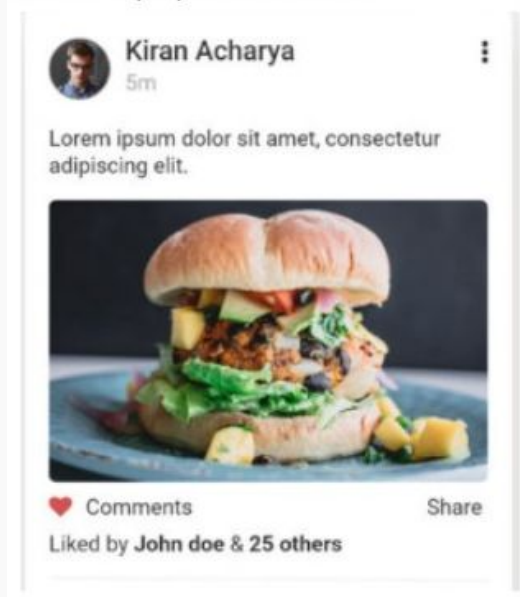 Kiran Acharya
5m
Lorem ipsum dolor sit amet, consectetur
adipiscing elit.
Comments Share
Liked by John doe & 25 others